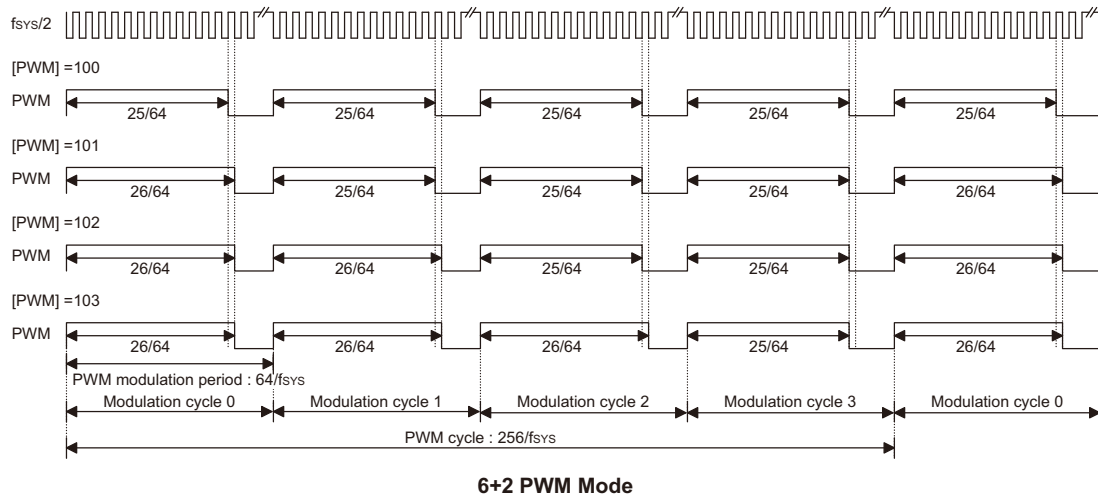 fSYS/2
[PWM] =100
PWM
25/64 25/64 25/64 25/64 25/64
[PWM] =101
PWM
26/64 25/64 25/64 25/64 26/64
[PWM] =102
PWM
26/64 26/64 25/64 25/64 26/64
[PWM] =103
PWM
26/64 26/64 26/64 25/64 26/64
PWM modulation period : 64/fSYS
Modulation cycle 0 Modulation cycle 1 Modulation cycle 2 Modulation cycle 3 Modulation cycle 0
PWM cycle : 256/fSYS
6+2 PWM Mode